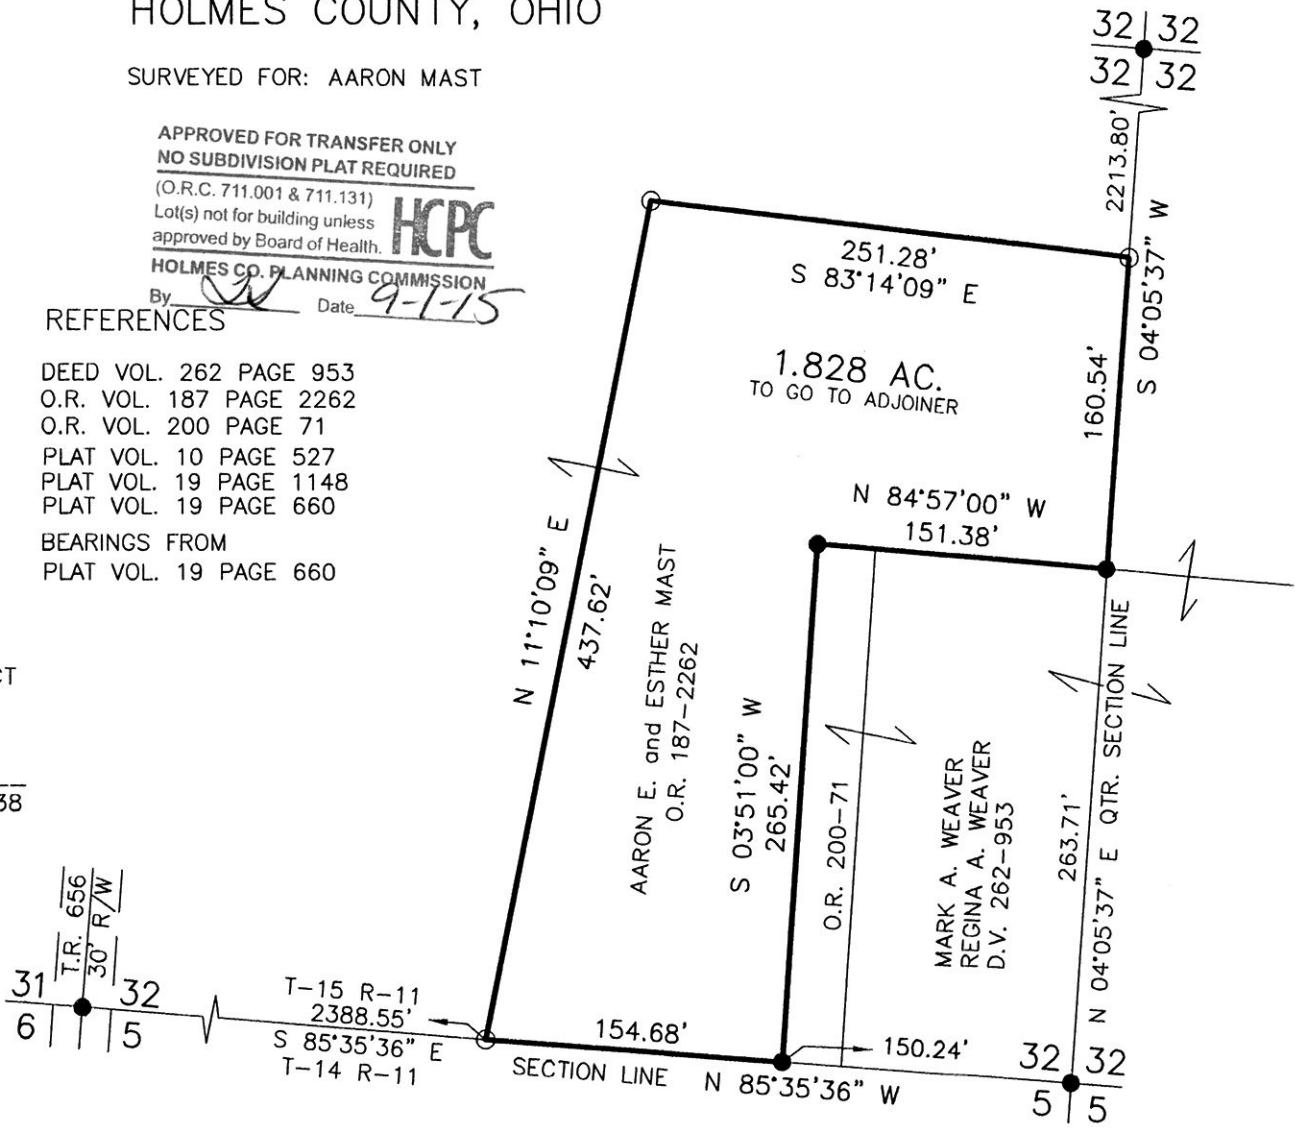 HOLMES COUNTY, OHIO
SURVEYED FOR: AARON MAST
APPROVED FOR TRANSFER ONLY
NO SUBDIVISION PLAT REQUIRED
(O.R.C. 711.001 & 711.131)
Lot(s) not for building unless
approved by Board of Health.
HCPC
HOLMES CO. PLANNING COMMISSION
By Date 9-1-15
REFERENCES
DEED VOL. 262 PAGE 953
O.R. VOL. 187 PAGE 2262
O.R. VOL. 200 PAGE 71
PLAT VOL. 10 PAGE 527
PLAT VOL. 19 PAGE 1148
PLAT VOL. 19 PAGE 660
BEARINGS FROM
PLAT VOL. 19 PAGE 660
CT
38
32 32
32 32
2213.80'
S 04°05'37" W
251.28'
S 83°14'09" E
1.828 AC.
TO GO TO ADJOINER
160.54'
N 84°57'00" W
151.38'
N 11°10'09" E
437.62'
AARON E. and ESTHER MAST
O.R. 187-2262
S 03°51'00" W
265.42'
O.R. 200-71
MARK A. WEAVER
REGINA A. WEAVER
D.V. 262-953
263.71'
N 04°05'37" E QTR. SECTION LINE
T.R. 656
30' R/W
31 32
6 5
T-15 R-11
2388.55'
S 85°35'36" E
T-14 R-11
154.68'
150.24'
SECTION LINE N 85°35'36" W
32 32
5 5